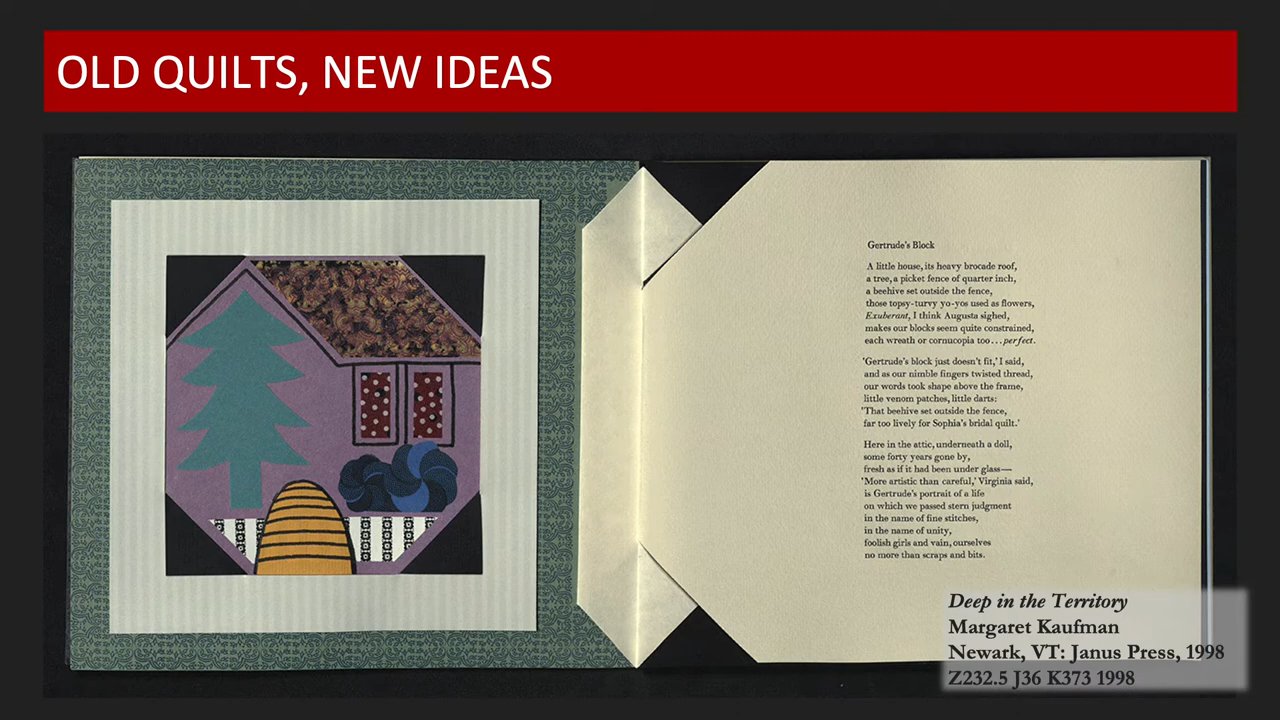 OLD QUILTS, NEW IDEAS
Gertrude's Block
A little house, its heavy brocade roof,
a tree, a picket fence of quarter inch,
a beehive set outside the fence,
those topsy-turvy yo-yos used as flowers,
Exuberant, I think Augusta sighed,
makes our blocks seem quite constrained,
each wreath or cornucopia too...perfect.
'Gertrude's block just doesn't fit,' I said,
and as our nimble fingers twisted thread,
our words took shape above the frame,
little venom patches, little darts:
'That beehive set outside the fence,
far too lively for Sophia's bridal quilt.'
Here in the attic, underneath a doll,
some forty years gone by,
fresh as if it had been under glass—
'More artistic than careful,' Virginia said,
is Gertrude's portrait of a life
on which we passed stern judgment
in the name of fine stitches,
in the name of unity,
foolish girls and vain, ourselves
no more than scraps and bits.
Deep in the Territory
Margaret Kaufman
Newark, VT: Janus Press, 1998
Z232.5 J36 K373 1998